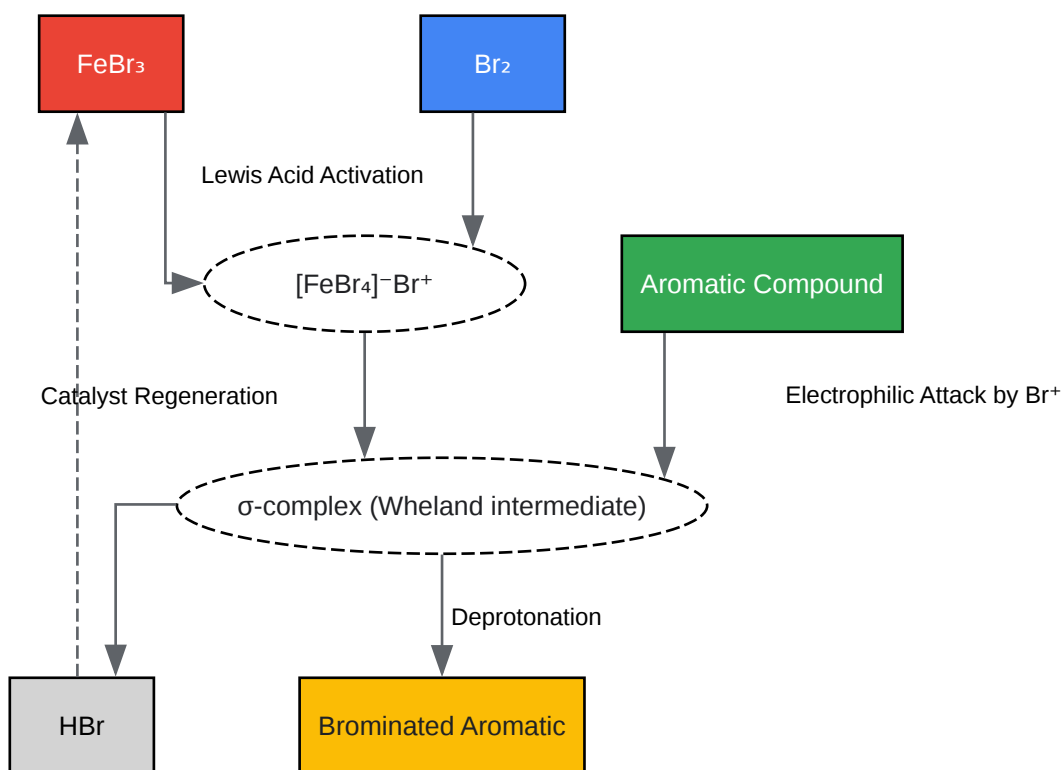 FeBr₃
Br₂
Lewis Acid Activation
[FeBr₄]⁻Br⁺
Aromatic Compound
Catalyst Regeneration
Electrophilic Attack by Br⁺
σ-complex (Wheland intermediate)
Deprotonation
HBr
Brominated Aromatic